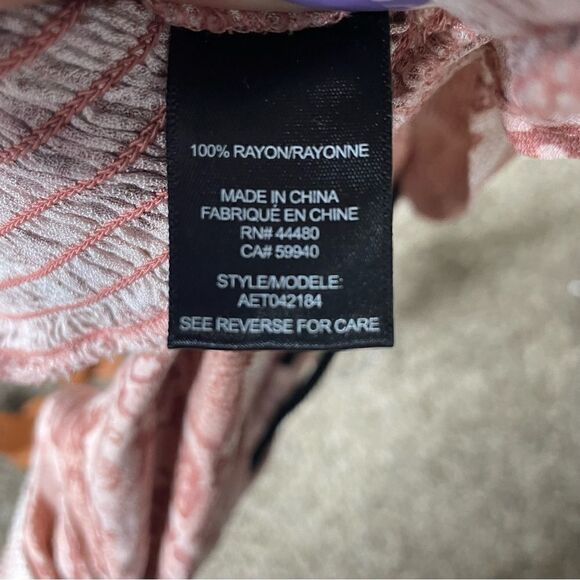 100% RAYON/RAYONNE
MADE IN CHINA
FABRIQUÉ EN CHINE
RN# 44480
CA# 59940
STYLE/MODELE:
AET042184
SEE REVERSE FOR CARE